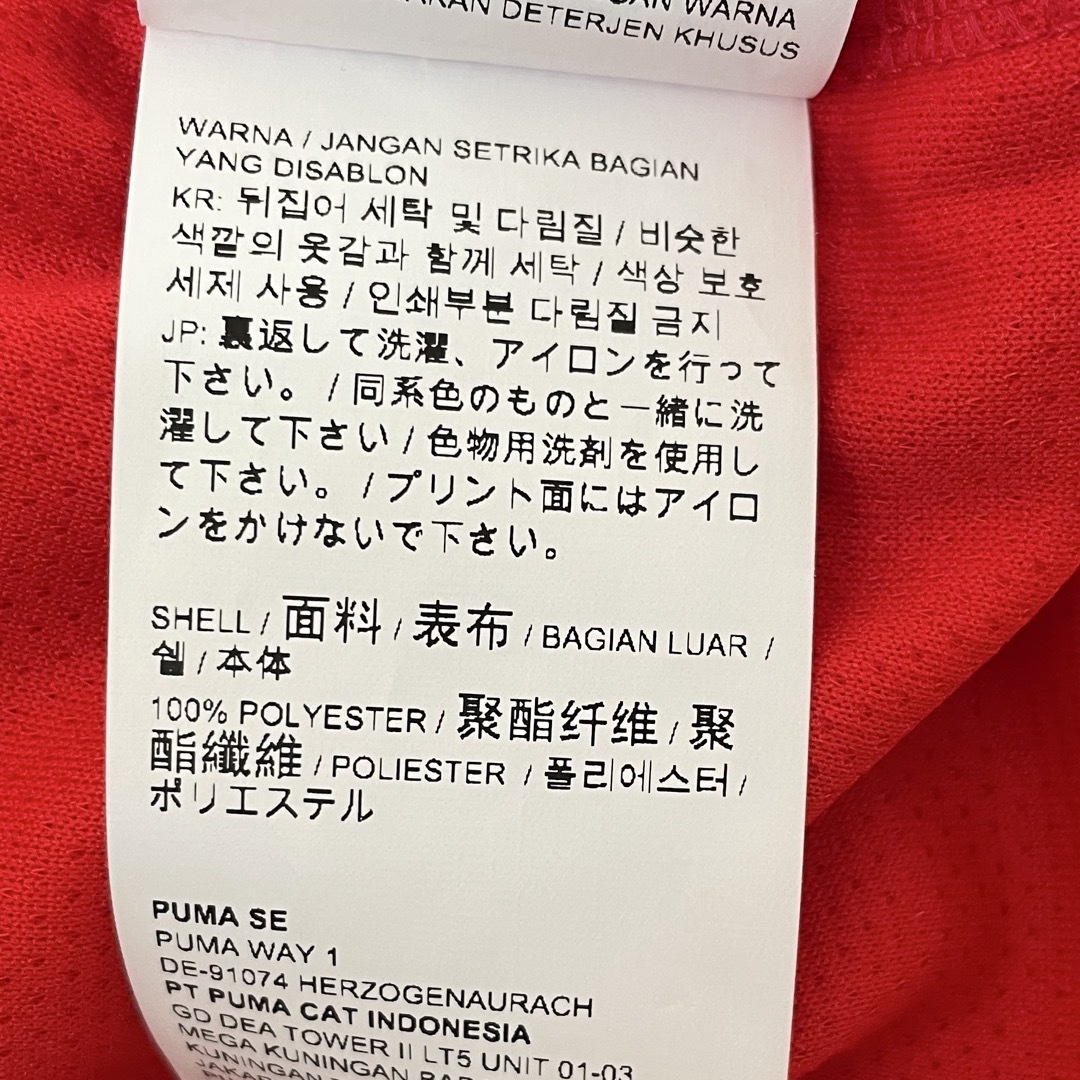 WARNA
DETERJEN KHUSUS
WARNA / JANGAN SETRIKA BAGIAN
YANG DISABLON
KR: 뒤집어 세탁 및 다림질 / 비슷한
색깔의 옷감과 함께 세탁 / 색상 보호
세제 사용 / 인쇄부분 다림질 금지
JP: 裏返して洗濯、アイロンを行って
下さい。 / 同系色のものと一緒に洗
濯して下さい / 色物用洗剤を使用し
て下さい。 / プリント面にはアイロ
ンをかけないで下さい。
SHELL / 面料 / 表布 / BAGIAN LUAR /
쉘 / 本体
100% POLYESTER / 聚酯纤维 / 聚
酯纖維 / POLIESTER / 폴리에스터 /
ポリエステル
PUMA SE
PUMA WAY 1
DE-91074 HERZOGENAURACH
PT PUMA CAT INDONESIA
GD DEA TOWER II LT5 UNIT 01-03
MEGA KUNINGAN
KUNINGAN